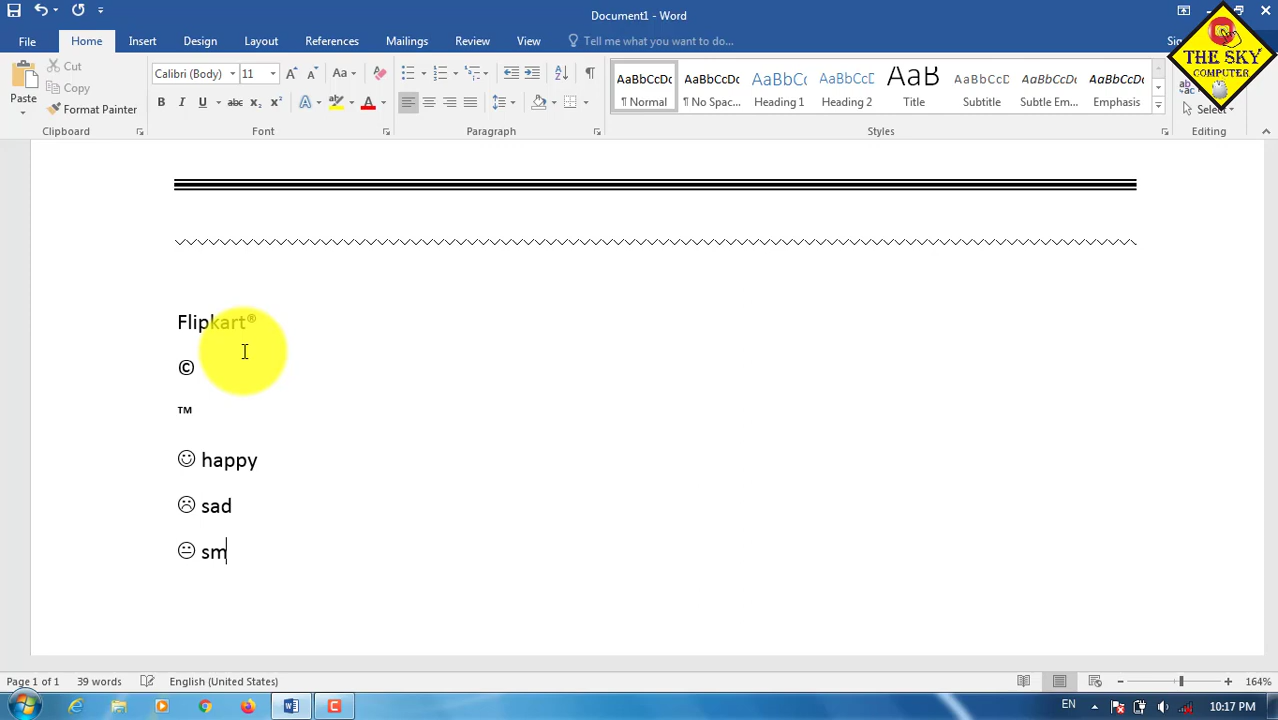 Document1 - Word
File Home Insert Design Layout References Mailings Review View Tell me what you want to do...
THE SKY
COMPUTER
Paste
Cut
Copy
Format Painter
Clipboard
Calibri (Body) 11
Font
Paragraph
AaBbCcDc AaBbCcDc AaBbCc AaBbCcD AaB AaBbCcD AaBbCcDc AaBbCcDc
¶ Normal ¶ No Spac... Heading 1 Heading 2 Title Subtitle Subtle Em... Emphasis
Styles
Select
Editing
Flipkart®
©
™
☺ happy
☹ sad
😐 sm
Page 1 of 1 39 words English (United States) 164%
EN 10:17 PM